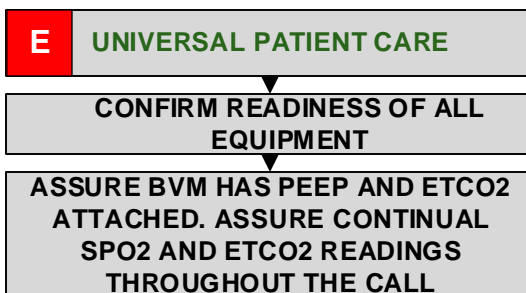 E UNIVERSAL PATIENT CARE
CONFIRM READINESS OF ALL
EQUIPMENT
ASSURE BVM HAS PEEP AND ETCO2
ATTACHED. ASSURE CONTINUAL
SPO2 AND ETCO2 READINGS
THROUGHOUT THE CALL